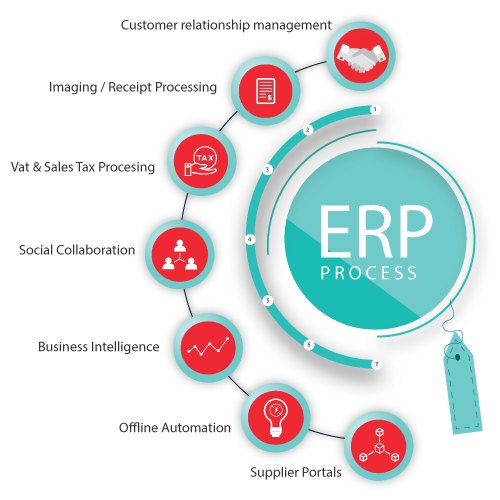 Customer relationship management
Imaging / Receipt Processing
$
Vat & Sales Tax Procesing
TAX
Social Collaboration
Business Intelligence
Offline Automation
Supplier Portals
1
2
3
4
5
6
7
ERP
PROCESS